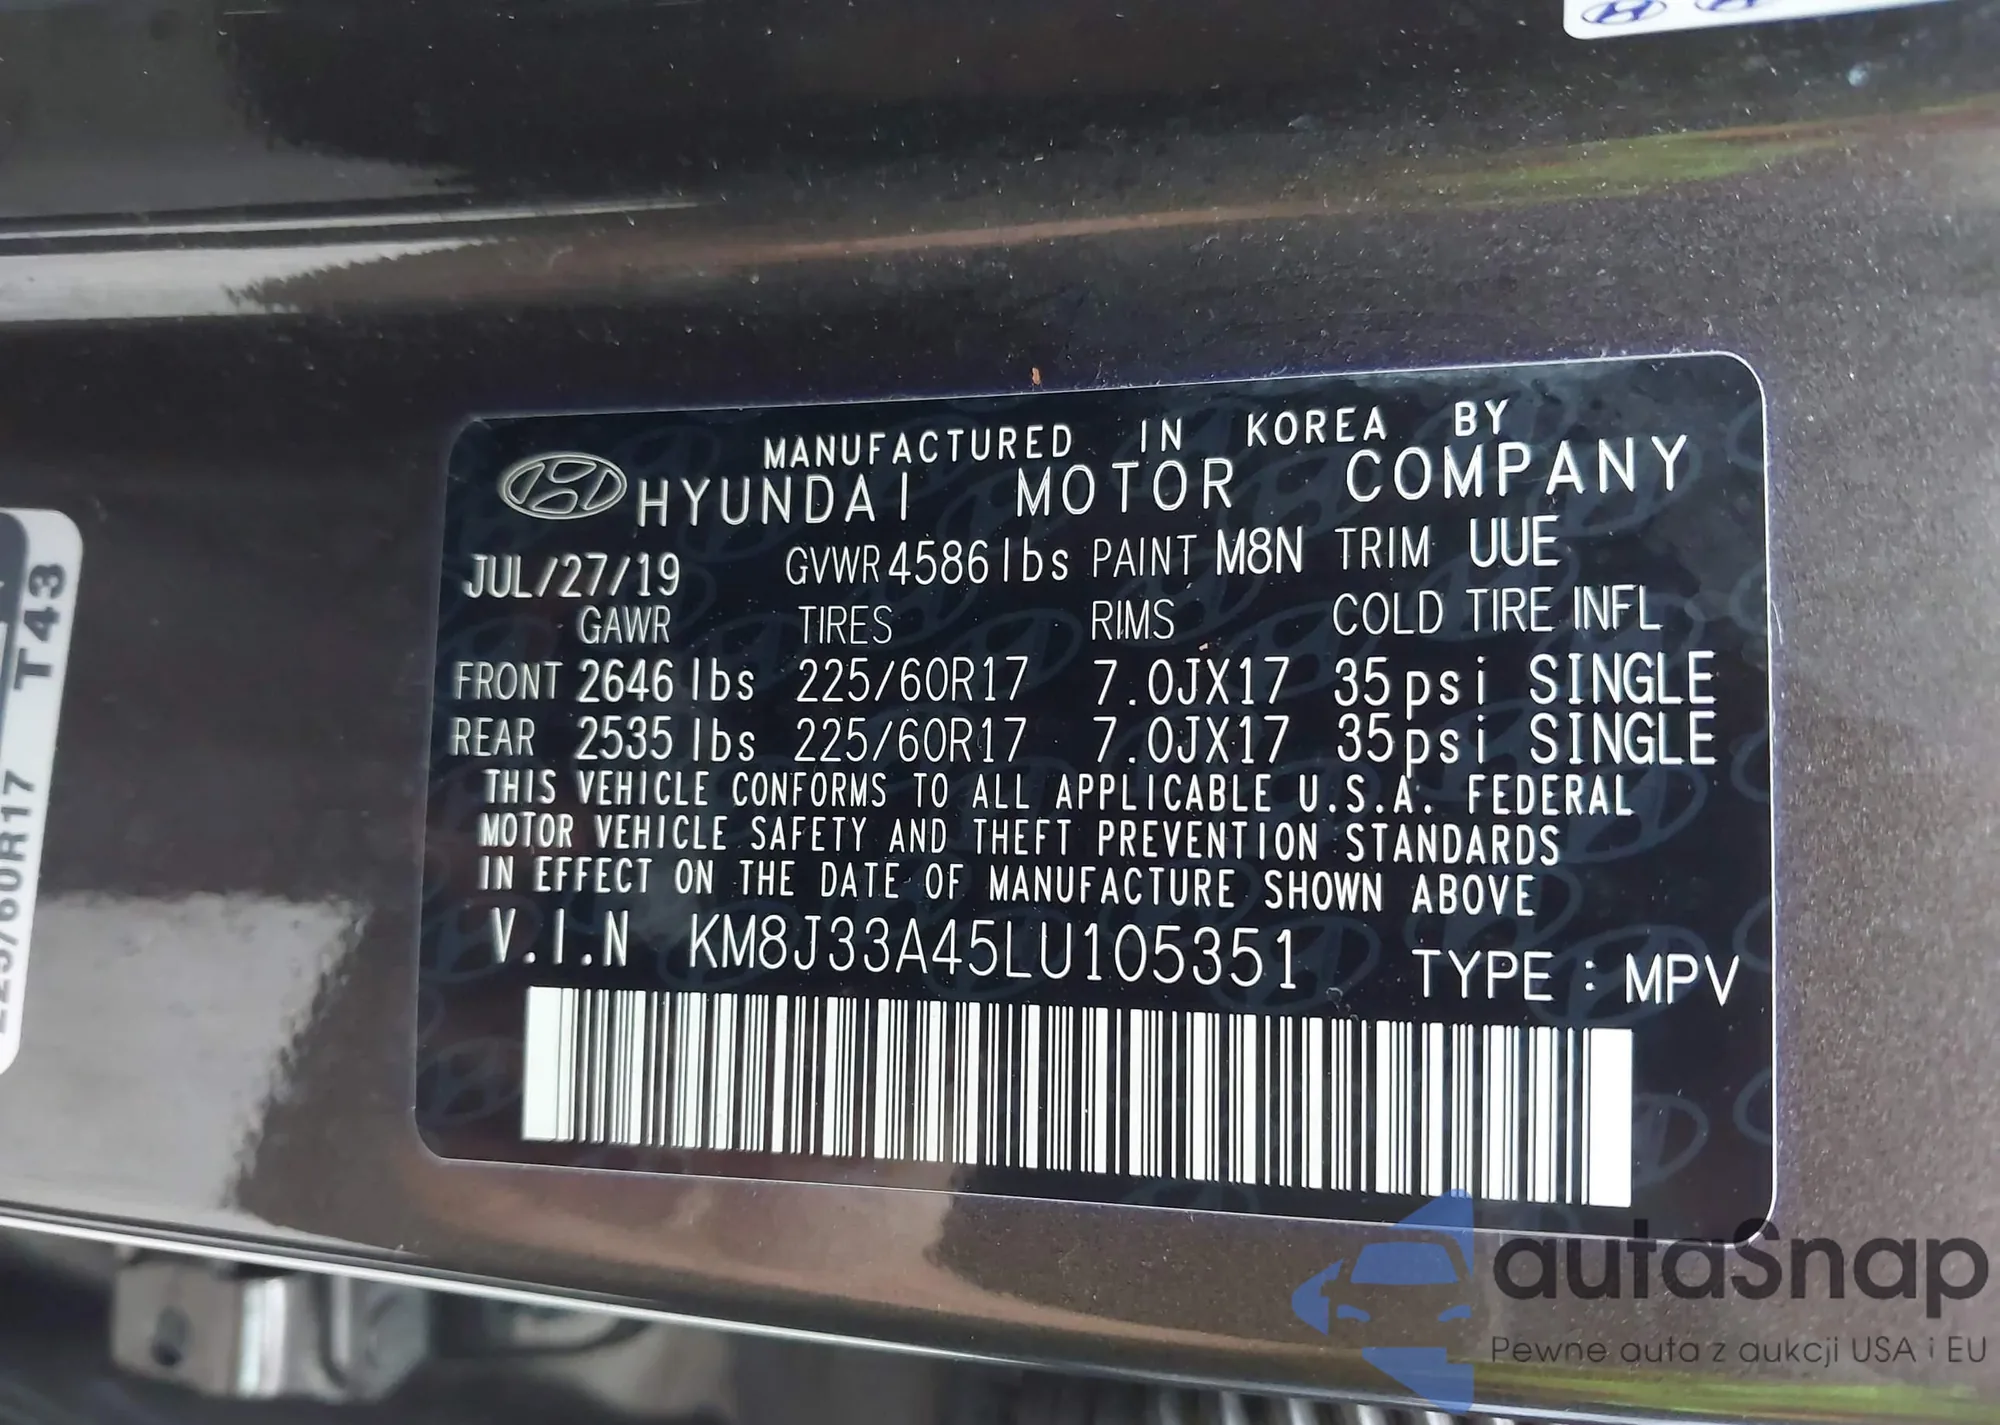 MANUFACTURED IN KOREA BY
HYUNDAI MOTOR COMPANY
JUL/27/19 GVWR 4586 lbs PAINT M8N TRIM UUE
GAWR TIRES RIMS COLD TIRE INFL
FRONT 2646 lbs 225/60R17 7.0JX17 35psi SINGLE
REAR 2535 lbs 225/60R17 7.0JX17 35psi SINGLE
THIS VEHICLE CONFORMS TO ALL APPLICABLE U.S.A. FEDERAL
MOTOR VEHICLE SAFETY AND THEFT PREVENTION STANDARDS
IN EFFECT ON THE DATE OF MANUFACTURE SHOWN ABOVE
V.I.N KM8J33A45LU105351 TYPE : MPV
225/60R17 T43
autaSnap
Pewne auta z aukcji USA i EU